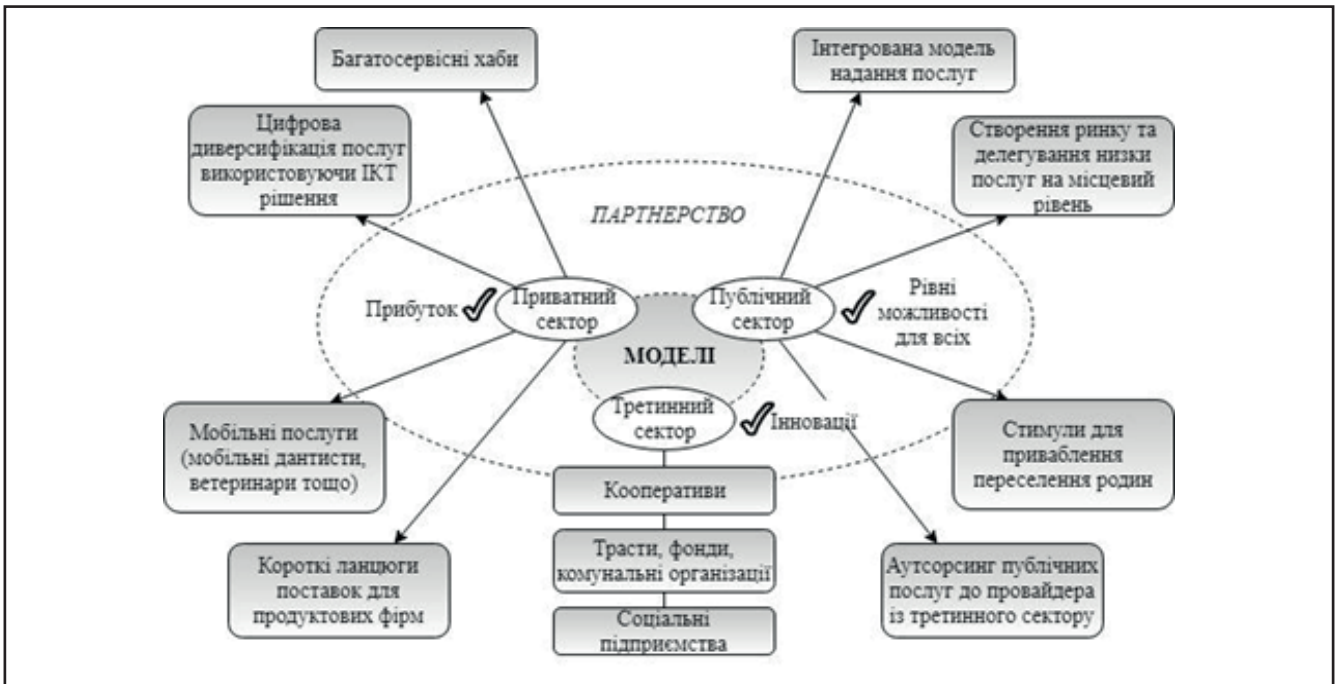 Багатосервісні хаби
Інтегрована модель
надання послуг
Цифрова
диверсифікація послуг
використовуючи ІКТ
рішення
Створення ринку та
делегування низки
послуг на місцевий
рівень
ПАРТНЕРСТВО
Прибуток
Приватний
сектор
Публічний
сектор
Рівні
можливості
для всіх
МОДЕЛІ
Третинний
сектор
Інновації
Мобільні послуги
(мобільні дантисти,
ветеринари тощо)
Стимули для
приваблення
переселення родин
Кооперативи
Трасти, фонди,
комунальні організації
Соціальні
підприємства
Короткі ланцюги
поставок для
продуктових фірм
Аутсорсинг публічних
послуг до провайдера
із третинного сектору